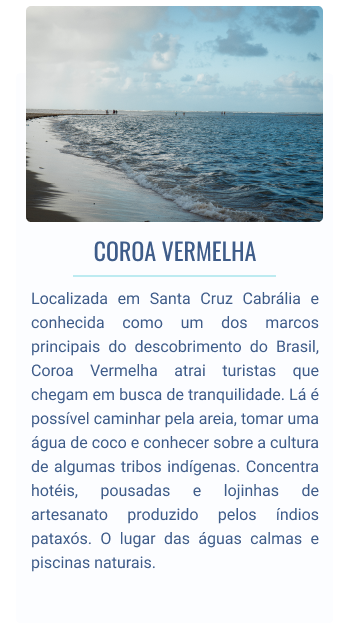 COROA VERMELHA
Localizada em Santa Cruz Cabrália e
conhecida como um dos marcos
principais do descobrimento do Brasil,
Coroa Vermelha atrai turistas que
chegam em busca de tranquilidade. Lá é
possível caminhar pela areia, tomar uma
água de coco e conhecer sobre a cultura
de algumas tribos indígenas. Concentra
hotéis, pousadas e lojinhas de
artesanato produzido pelos índios
pataxós. O lugar das águas calmas e
piscinas naturais.